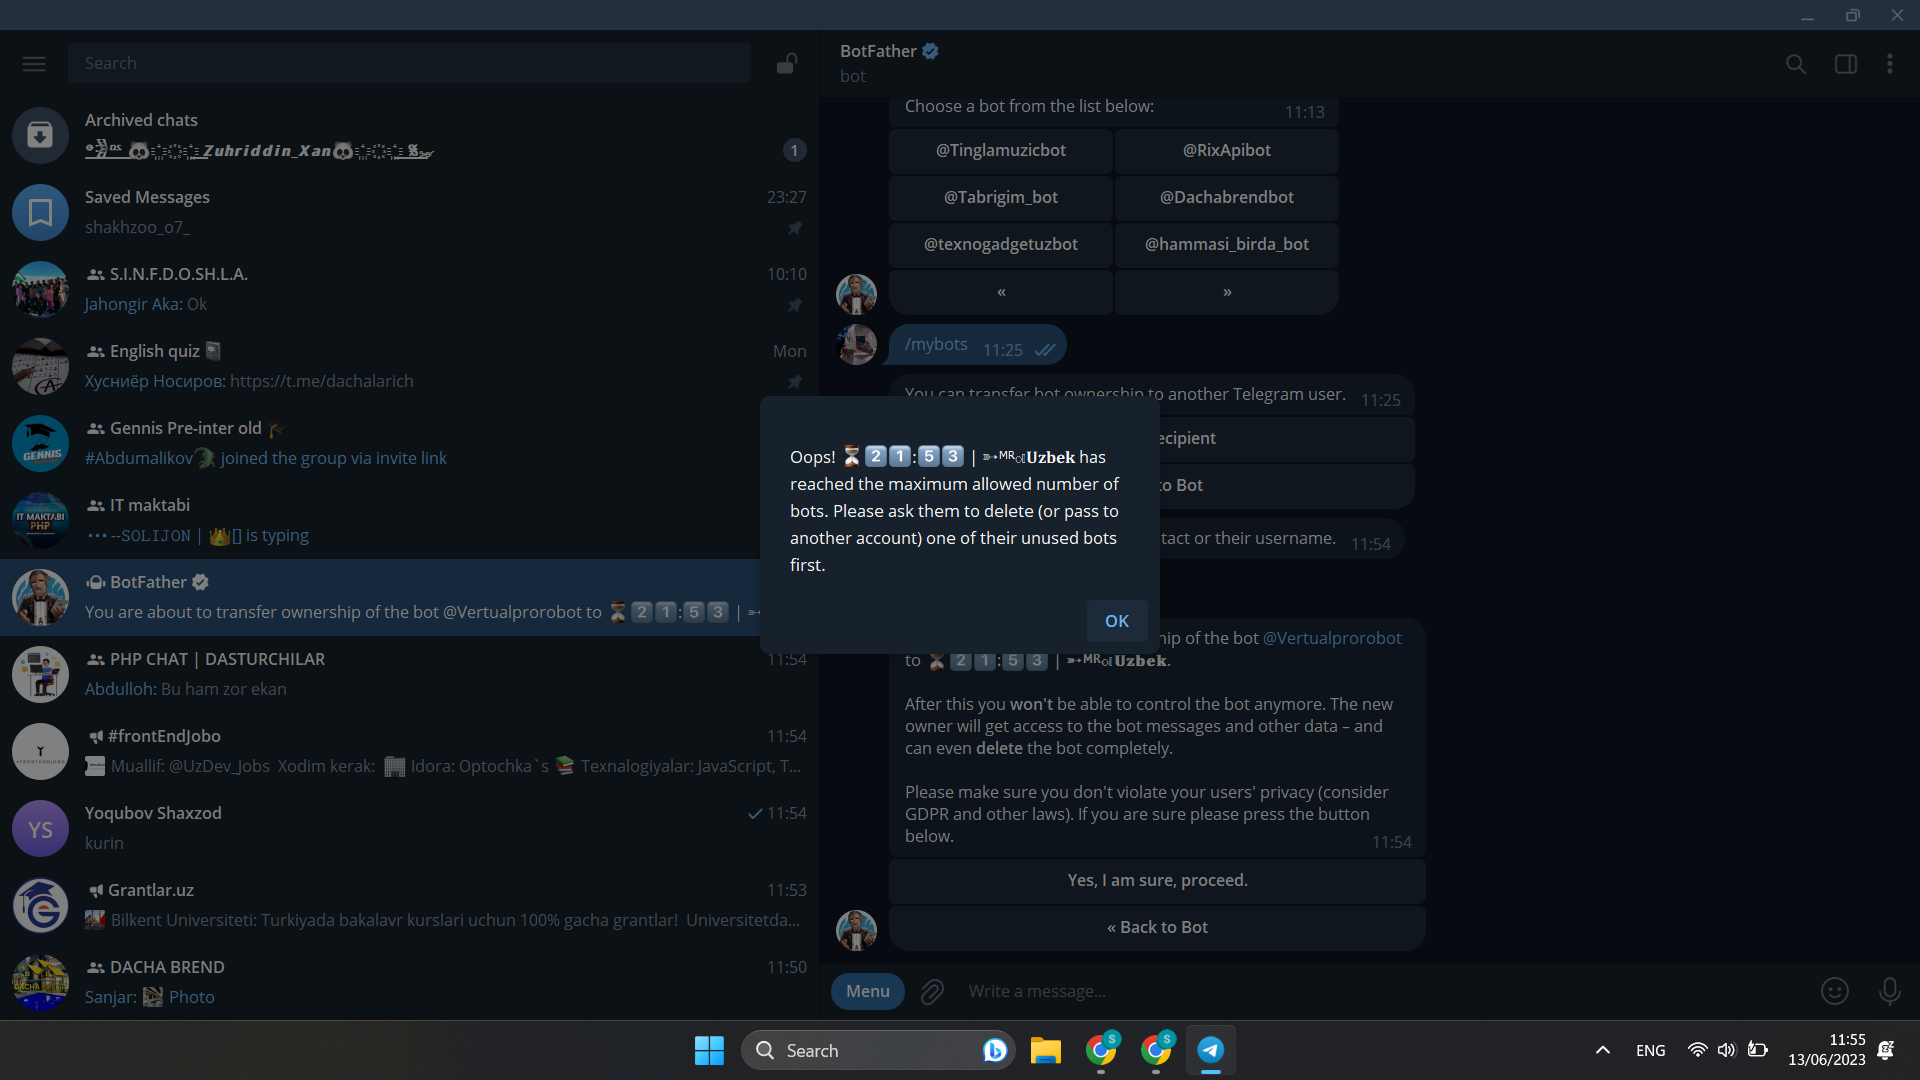 Search
Archived chats
Zuhriddin_Xan
1
Saved Messages
23:27
shakhzoo_o7_
S.I.N.F.D.O.SH.L.A.
10:10
Jahongir Aka: Ok
English quiz
Mon
Хусниёр Носиров: https://t.me/dachalarich
Gennis Pre-inter old
#Abdumalikov🐊 joined the group via invite link
IT maktabi
--SOLIJON | 👑[] is typing
BotFather
You are about to transfer ownership of the bot @Vertualprorobot to ⏳2️⃣1️⃣:5️⃣3️⃣ | ➵
PHP CHAT | DASTURCHILAR
11:54
Abdulloh: Bu ham zor ekan
#frontEndJobo
11:54
Muallif: @UzDev_Jobs Xodim kerak: 🏢 Idora: Optochka`s 📚 Texnalogiyalar: JavaScript, T...
YS
Yoqubov Shaxzod
11:54
kurin
Grantlar.uz
11:53
Bilkent Universiteti: Turkiyada bakalavr kurslari uchun 100% gacha grantlar! Universitetda...
DACHA BREND
11:50
Sanjar: Photo
GENNIS
IT MAKTABI
PHP
BotFather
bot
Choose a bot from the list below:
11:13
@Tinglamuzicbot
@RixApibot
@Tabrigim_bot
@Dachabrendbot
@texnogadgetuzbot
@hammasi_birda_bot
«
»
/mybots
11:25
You can transfer bot ownership to another Telegram user.
11:25
ecipient
to Bot
tact or their username.
11:54
Oops! ⏳2️⃣1️⃣:5️⃣3️⃣ | ➵ᴹᴿUzbek has
reached the maximum allowed number of
bots. Please ask them to delete (or pass to
another account) one of their unused bots
first.
OK
hip of the bot @Vertualprorobot
to ⏳2️⃣1️⃣:5️⃣3️⃣ | ➵ᴹᴿUzbek.
After this you won't be able to control the bot anymore. The new
owner will get access to the bot messages and other data – and
can even delete the bot completely.
Please make sure you don't violate your users' privacy (consider
GDPR and other laws). If you are sure please press the button
below.
11:54
Yes, I am sure, proceed.
« Back to Bot
Menu
Write a message...
Search
S
S
ENG
11:55
13/06/2023